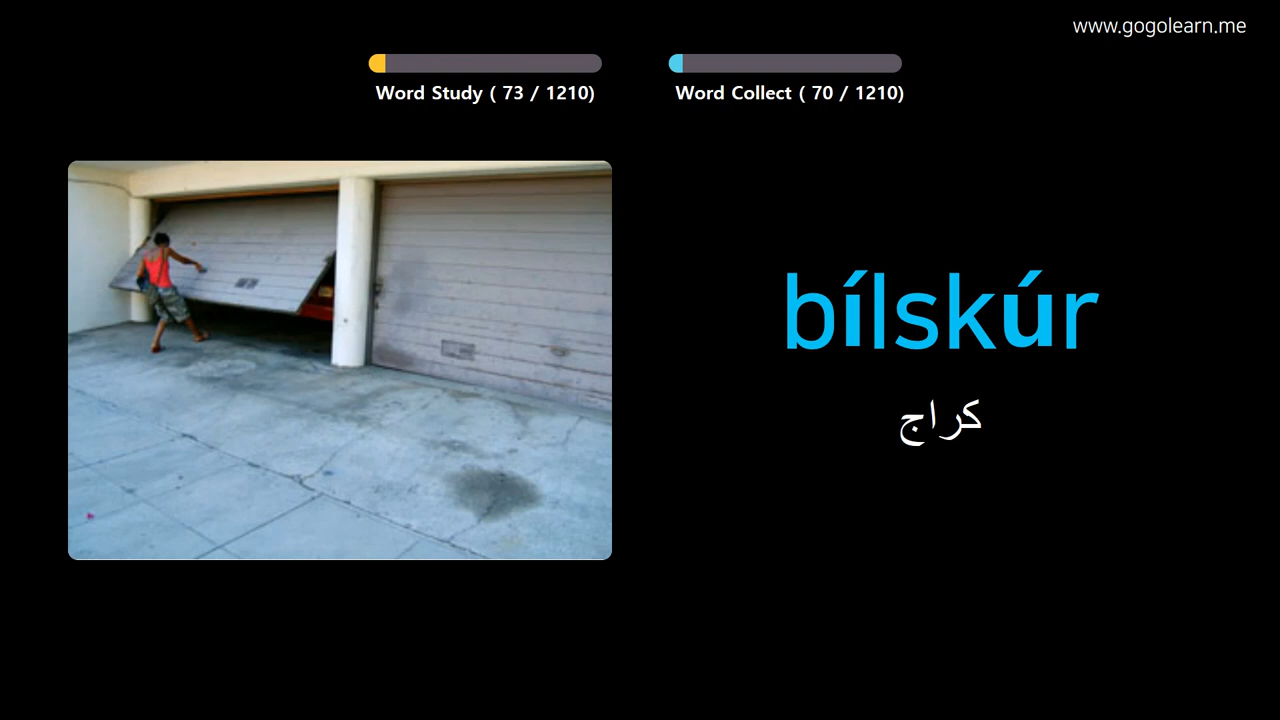 www.gogolearn.me
Word Study ( 73 / 1210)
Word Collect ( 70 / 1210)
bílskúr
كراج